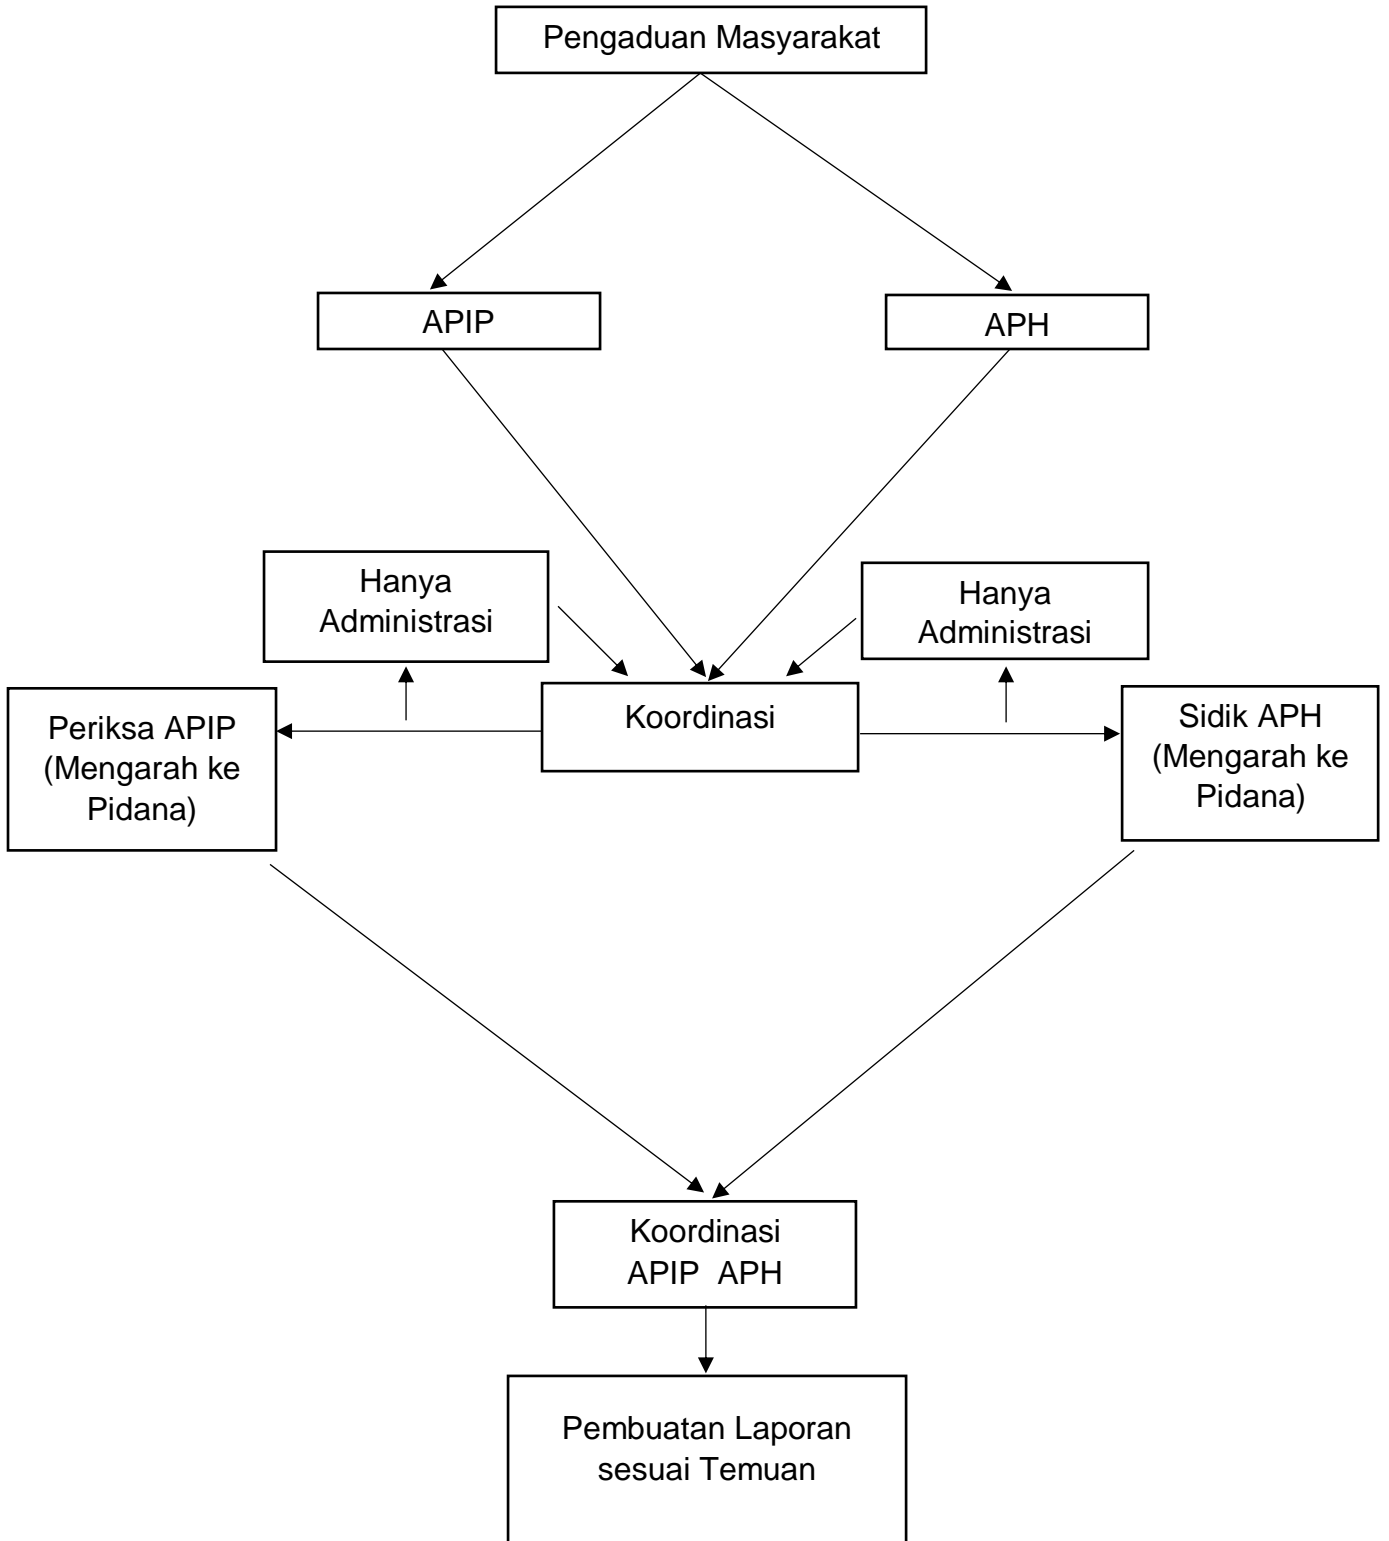 Pengaduan Masyarakat
APIP
APH
Hanya
Administrasi
Hanya
Administrasi
Periksa APIP
(Mengarah ke
Pidana)
Koordinasi
Sidik APH
(Mengarah ke
Pidana)
Koordinasi
APIP  APH
Pembuatan Laporan
sesuai Temuan